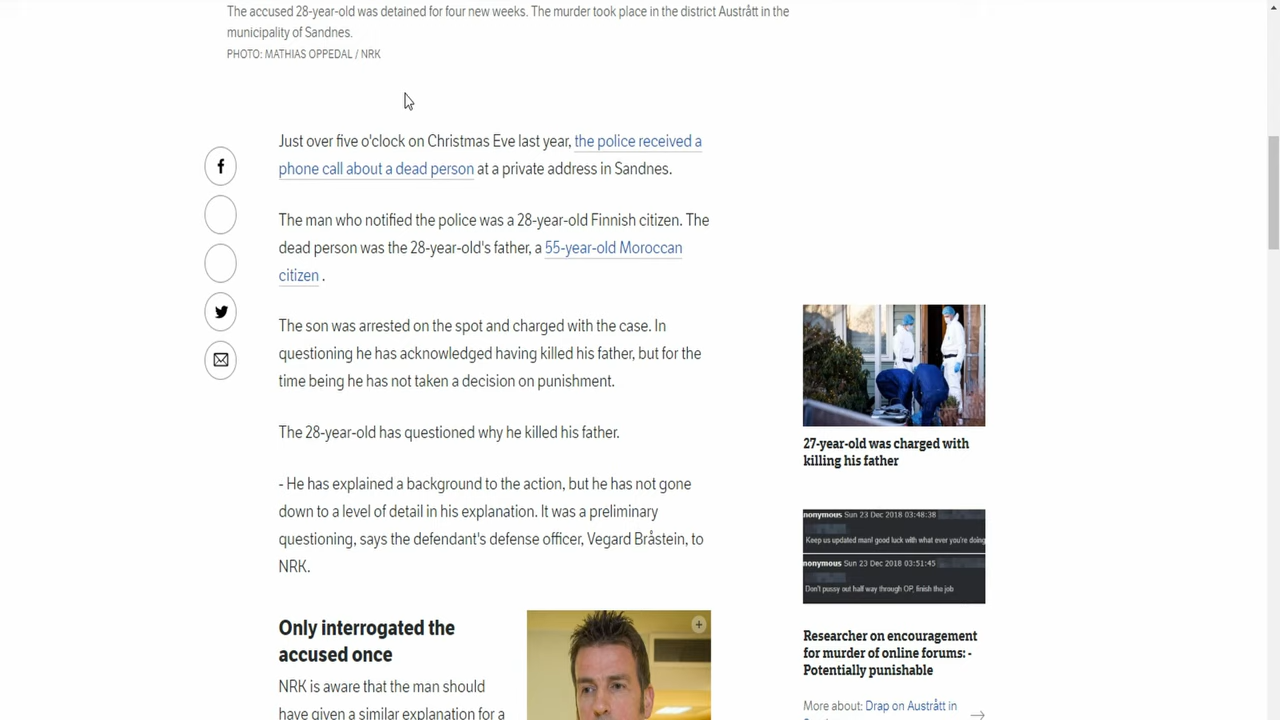 The accused 28-year-old was detained for four new weeks. The murder took place in the district Austrått in the
municipality of Sandnes.
PHOTO: MATHIAS OPPEDAL / NRK
Just over five o'clock on Christmas Eve last year, the police received a
phone call about a dead person at a private address in Sandnes.
The man who notified the police was a 28-year-old Finnish citizen. The
dead person was the 28-year-old's father, a 55-year-old Moroccan
citizen .
The son was arrested on the spot and charged with the case. In
questioning he has acknowledged having killed his father, but for the
time being he has not taken a decision on punishment.
The 28-year-old has questioned why he killed his father.
- He has explained a background to the action, but he has not gone
down to a level of detail in his explanation. It was a preliminary
questioning, says the defendant's defense officer, Vegard Bråstein, to
NRK.
Only interrogated the
accused once
NRK is aware that the man should
have given a similar explanation for a
27-year-old was charged with
killing his father
nonymous Sun 23 Dec 2018 03:48:38
Keep us updated man! good luck with what ever you're doing
nonymous Sun 23 Dec 2018 03:51:45
Don't pussy out half way through OP, finish the job
Researcher on encouragement
for murder of online forums: -
Potentially punishable
More about: Drap on Austrått in